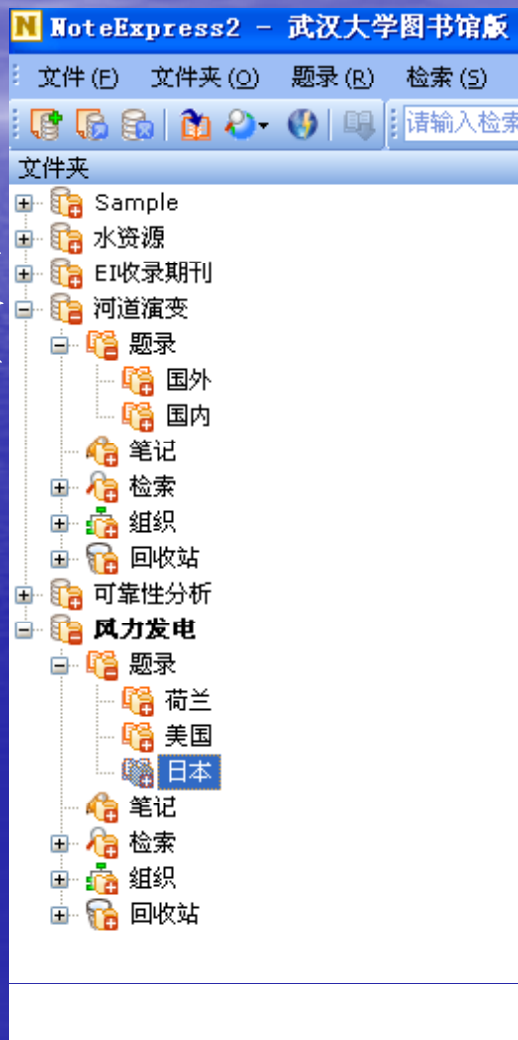 NoteExpress2 - 武汉大学图书馆版
文件(F) 文件夹(O) 题录(R) 检索(S)
请输入检索
文件夹
Sample
水资源
EI收录期刊
河道演变
题录
国外
国内
笔记
检索
组织
回收站
可靠性分析
风力发电
题录
荷兰
美国
日本
笔记
检索
组织
回收站